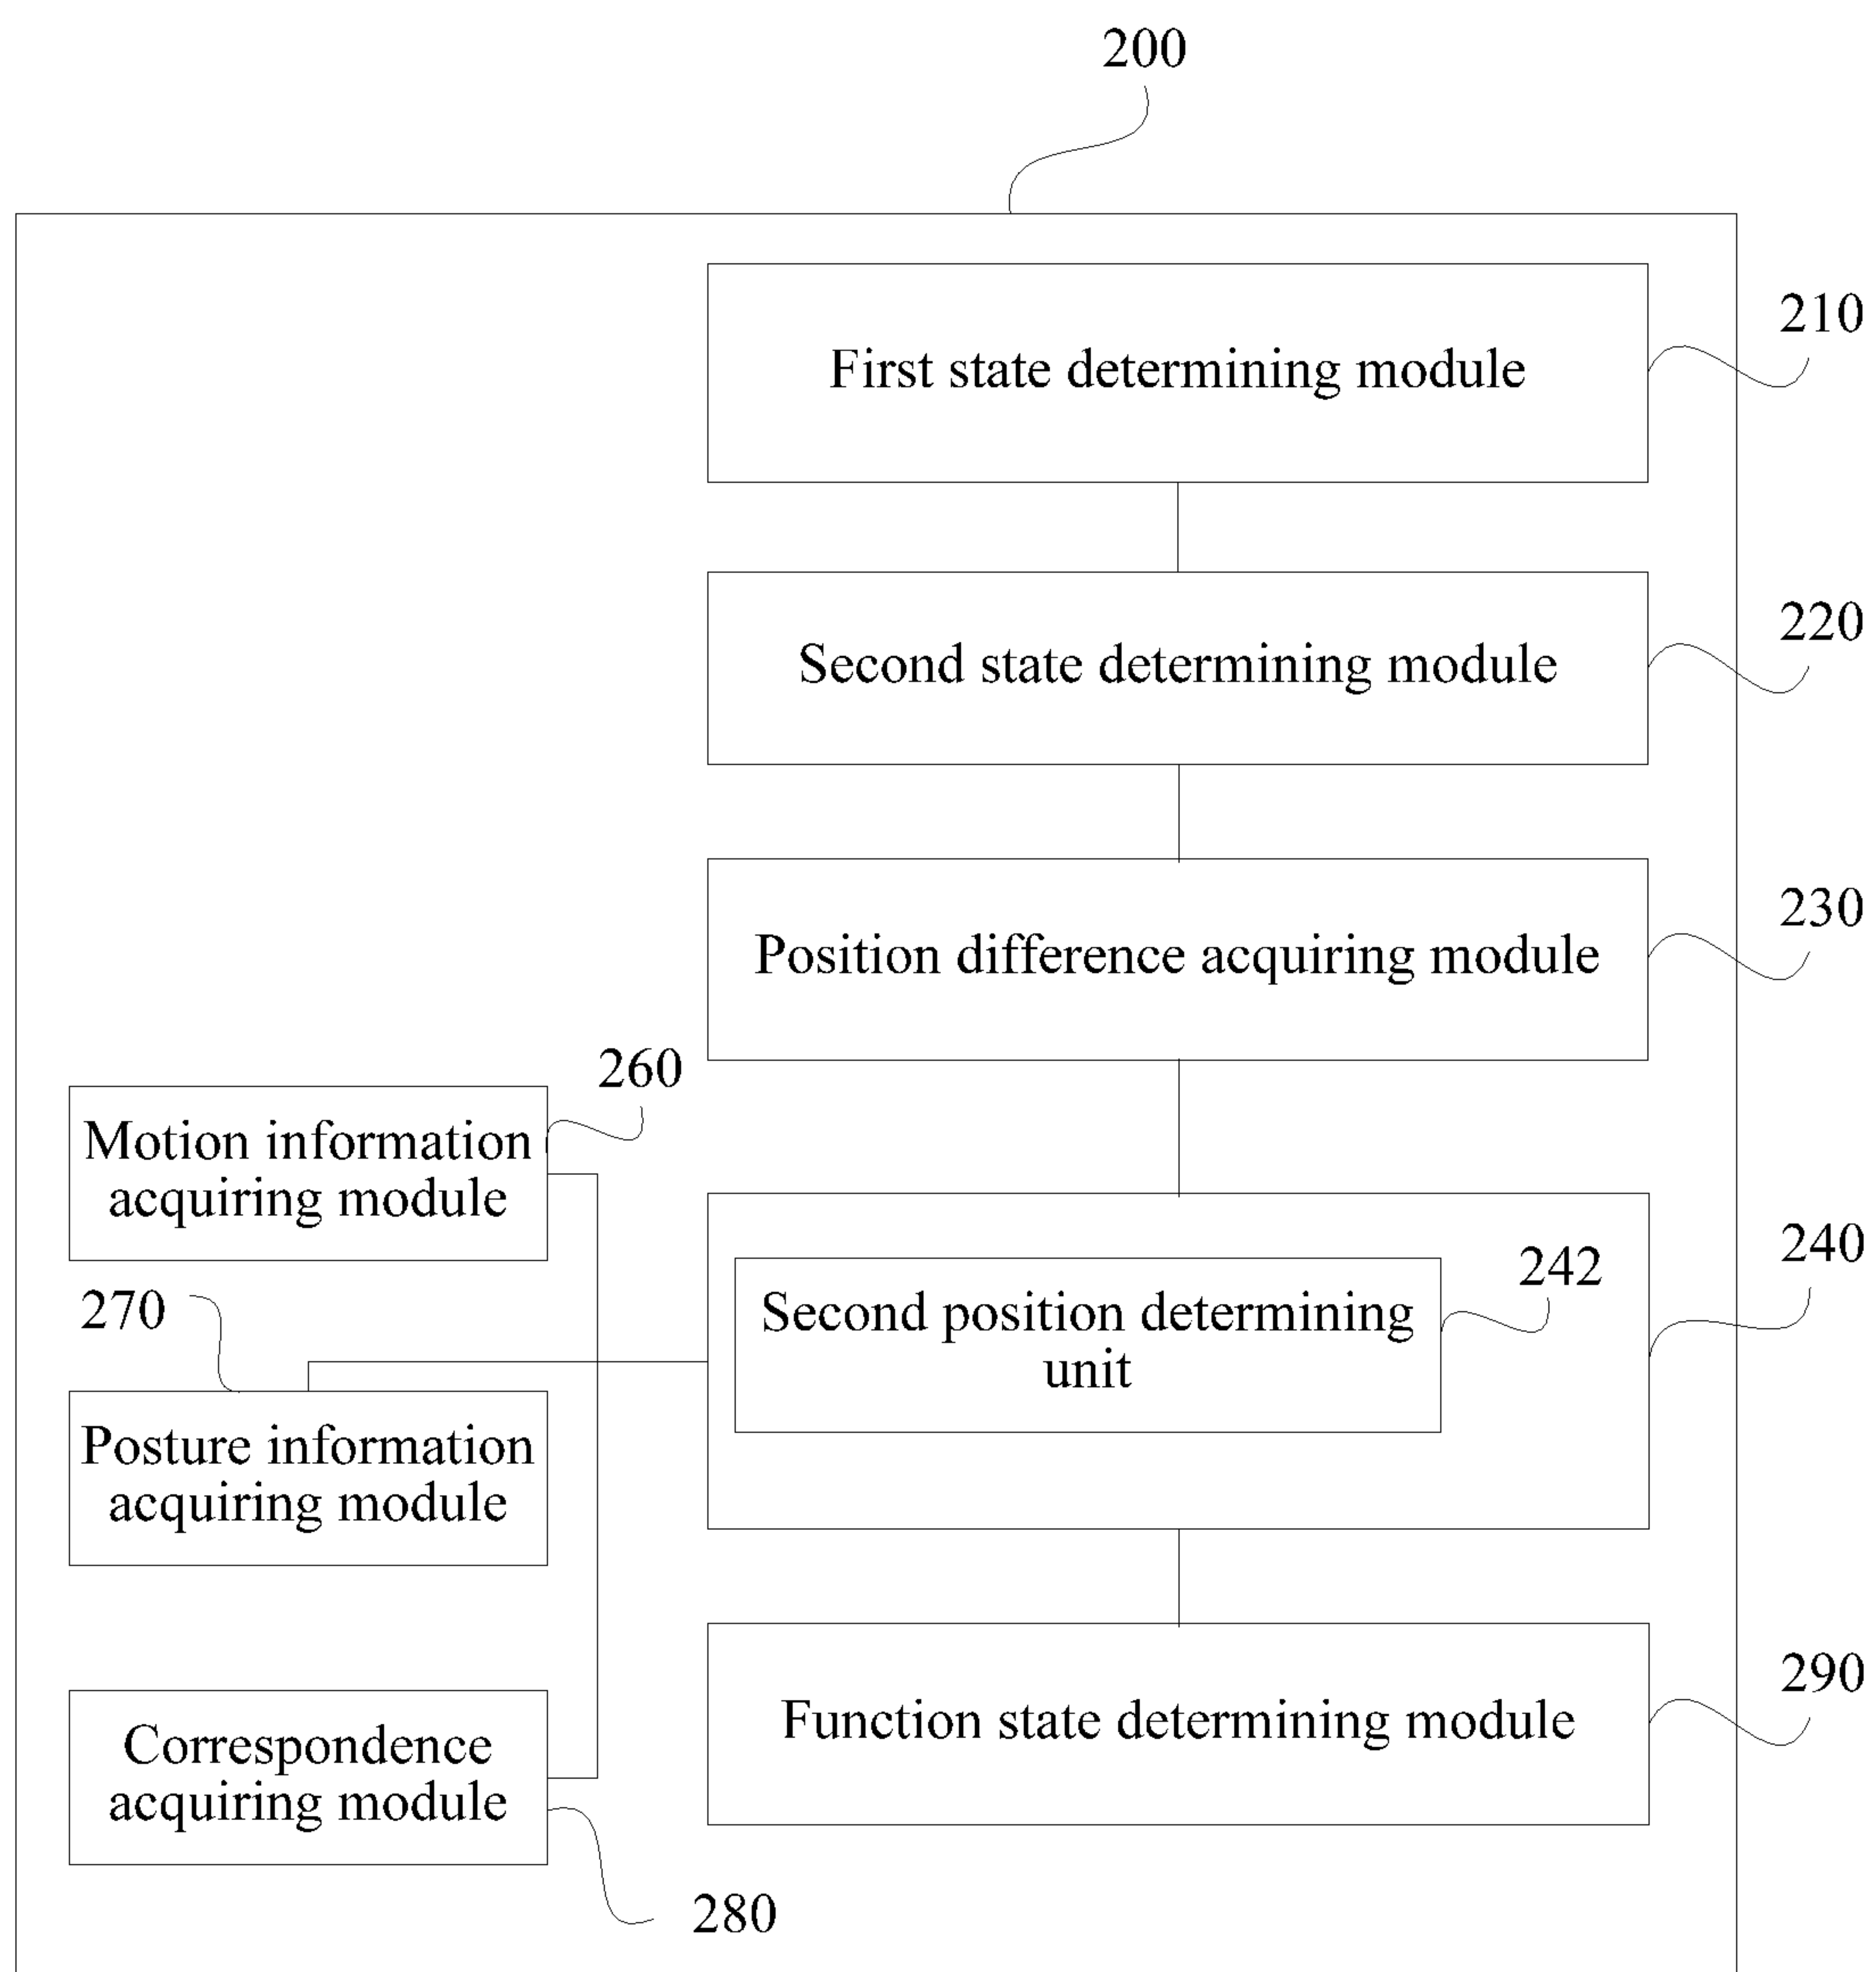 200
First state determining module
210
Second state determining module
220
Position difference acquiring module
230
260
Motion information
acquiring module
240
242
Second position determining
unit
270
Posture information
acquiring module
Function state determining module
290
Correspondence
acquiring module
280